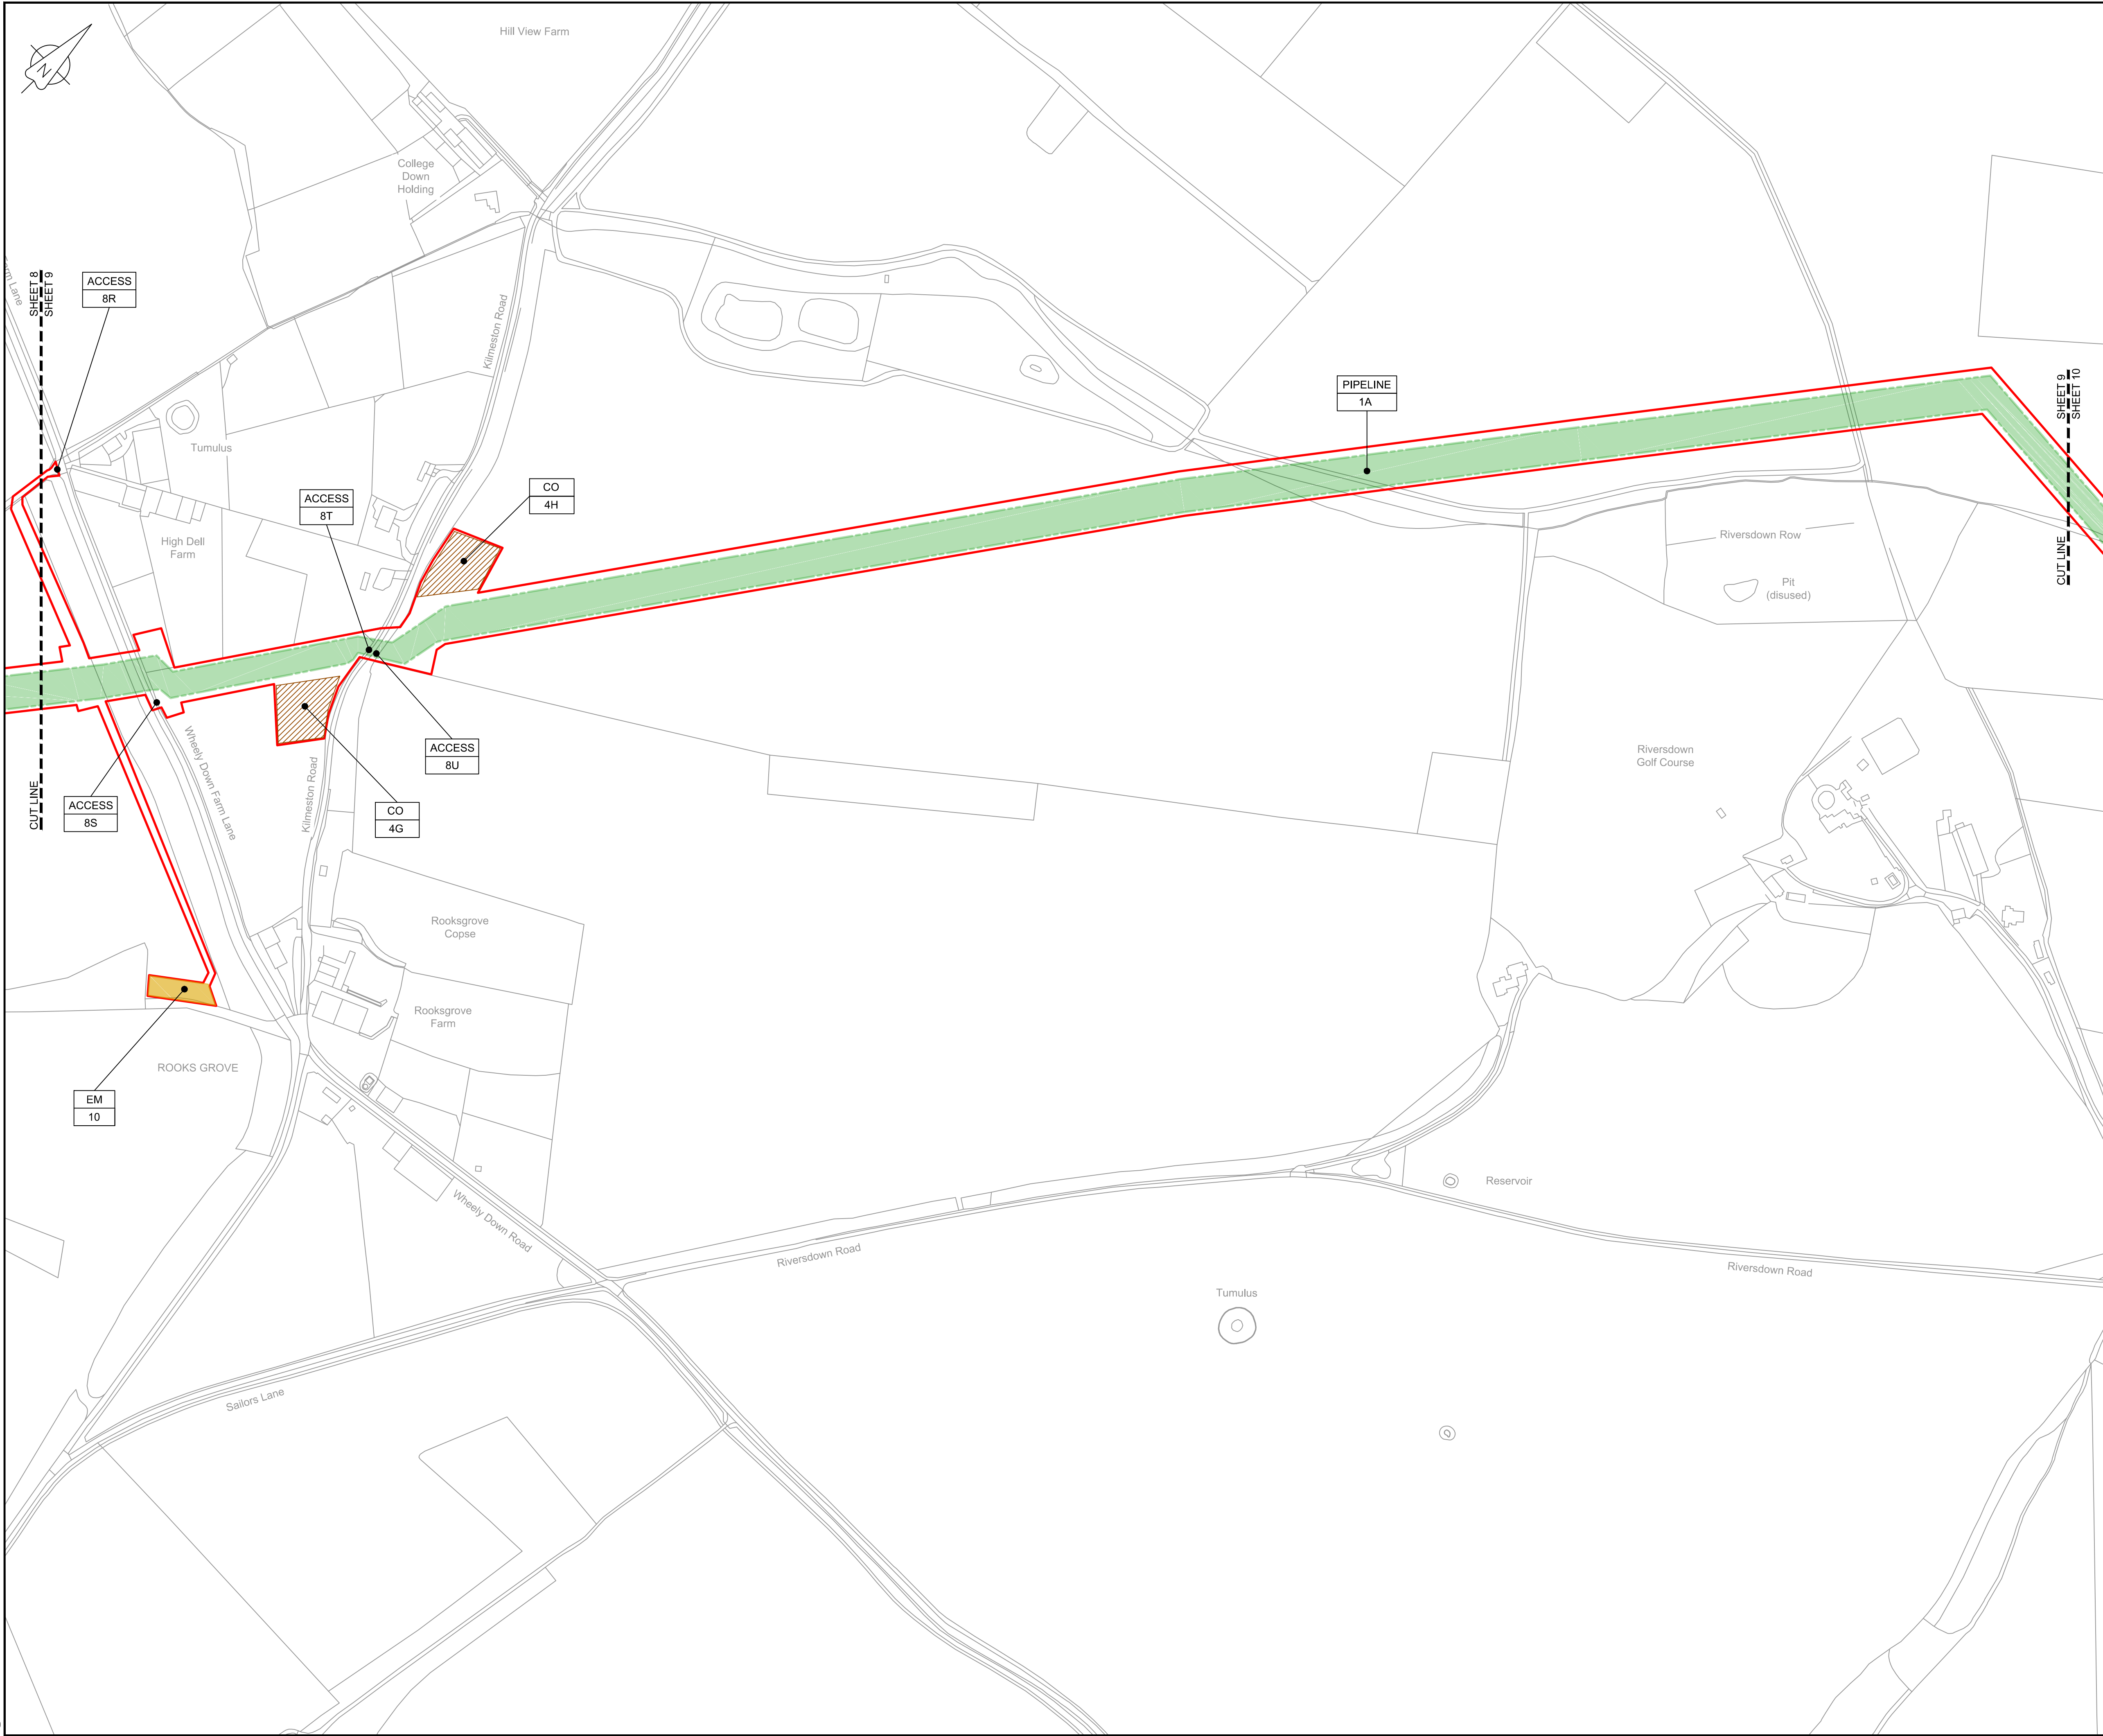 N
Hill View Farm
College
Down
Holding
SHEET 8
SHEET 9
ACCESS
8R
Kilmeston Road
PIPELINE
1A
SHEET 9
SHEET 10
Tumulus
CO
4H
ACCESS
8T
High Dell
Farm
Riversdown Row
CUT LINE
Pit
(disused)
Wheely Down Farm Lane
ACCESS
8U
Riversdown
Golf Course
CUT LINE
ACCESS
8S
Kilmeston Road
CO
4G
Rooksgrove
Copse
Rooksgrove
Farm
ROOKS GROVE
EM
10
Wheely Down Road
Reservoir
Riversdown Road
Riversdown Road
Tumulus
Sailors Lane